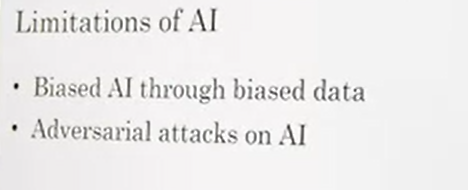 Limitations of AI
• Biased AI through biased data
• Adversarial attacks on AI